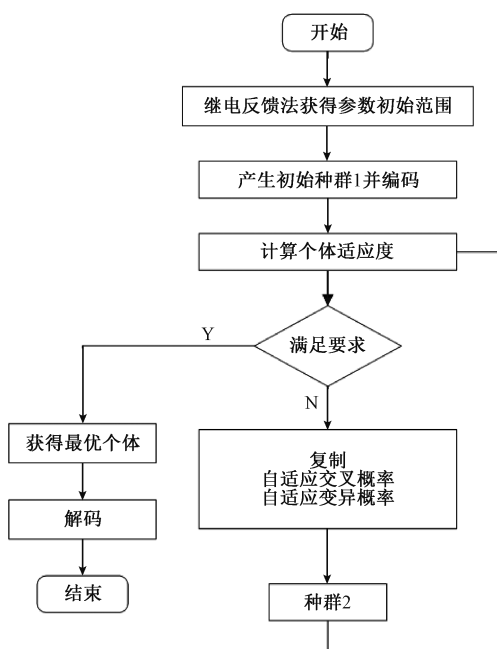 开始
继电反馈法获得参数初始范围
产生初始种群1并编码
计算个体适应度
满足要求
Y
N
获得最优个体
解码
结束
复制
自适应交叉概率
自适应变异概率
种群2